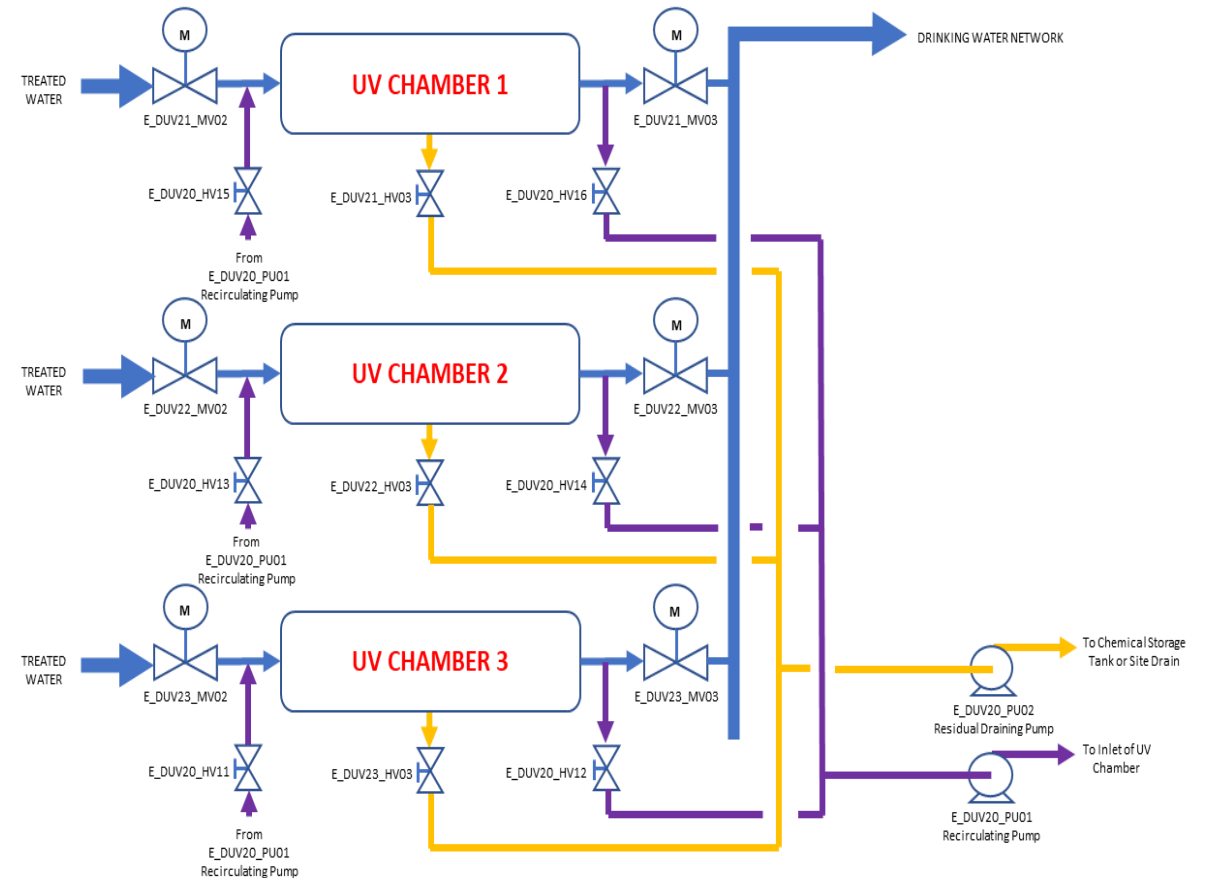 M
M
DRINKING WATER NETWORK
TREATED
WATER
UV CHAMBER 1
E_DUV21_MV02
E_DUV21_MV03
E_DUV20_HV15
E_DUV21_HV03
E_DUV20_HV16
From
E_DUV20_PU01
Recirculating Pump
M
M
TREATED
WATER
UV CHAMBER 2
E_DUV22_MV02
E_DUV22_MV03
E_DUV20_HV13
E_DUV22_HV03
E_DUV20_HV14
From
E_DUV20_PU01
Recirculating Pump
M
M
TREATED
WATER
UV CHAMBER 3
To Chemical Storage
Tank or Site Drain
E_DUV23_MV02
E_DUV23_MV03
E_DUV20_PU02
Residual Draining Pump
E_DUV20_HV11
E_DUV23_HV03
E_DUV20_HV12
To Inlet of UV
Chamber
E_DUV20_PU01
Recirculating Pump
From
E_DUV20_PU01
Recirculating Pump